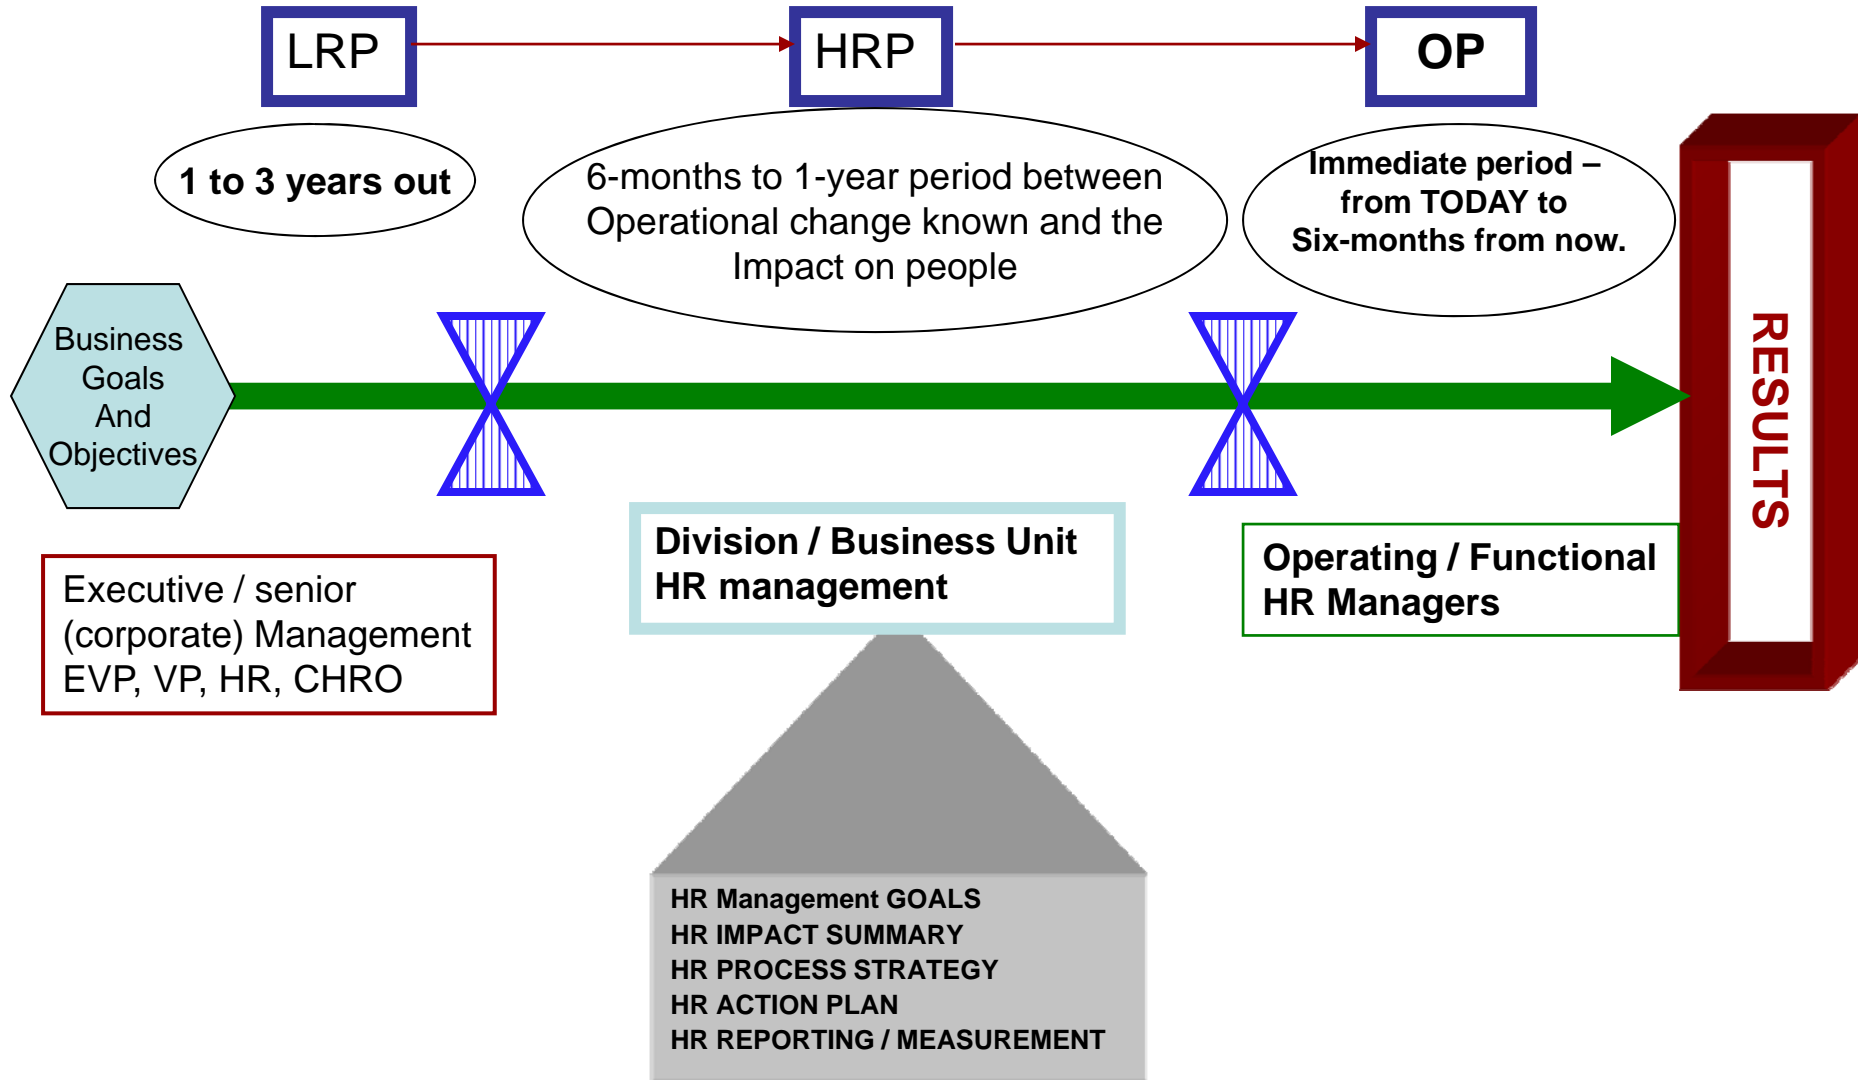 LRP
HRP
OP
1 to 3 years out
6-months to 1-year period between
Operational change known and the
Impact on people
Immediate period –
from TODAY to
Six-months from now.
Business
Goals
And
Objectives
RESULTS
Executive / senior
(corporate) Management
EVP, VP, HR, CHRO
Division / Business Unit
HR management
Operating / Functional
HR Managers
HR Management GOALS
HR IMPACT SUMMARY
HR PROCESS STRATEGY
HR ACTION PLAN
HR REPORTING / MEASUREMENT